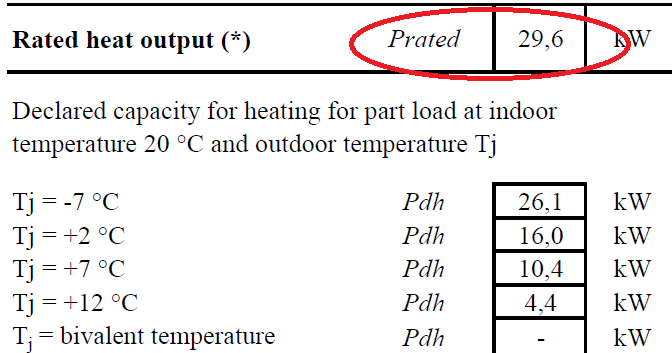 Rated heat output (*) Prated 29,6 kW
Declared capacity for heating for part load at indoor
temperature 20 °C and outdoor temperature Tj
Tj = -7 °C Pdh 26,1 kW
Tj = +2 °C Pdh 16,0 kW
Tj = +7 °C Pdh 10,4 kW
Tj = +12 °C Pdh 4,4 kW
Tj = bivalent temperature Pdh - kW